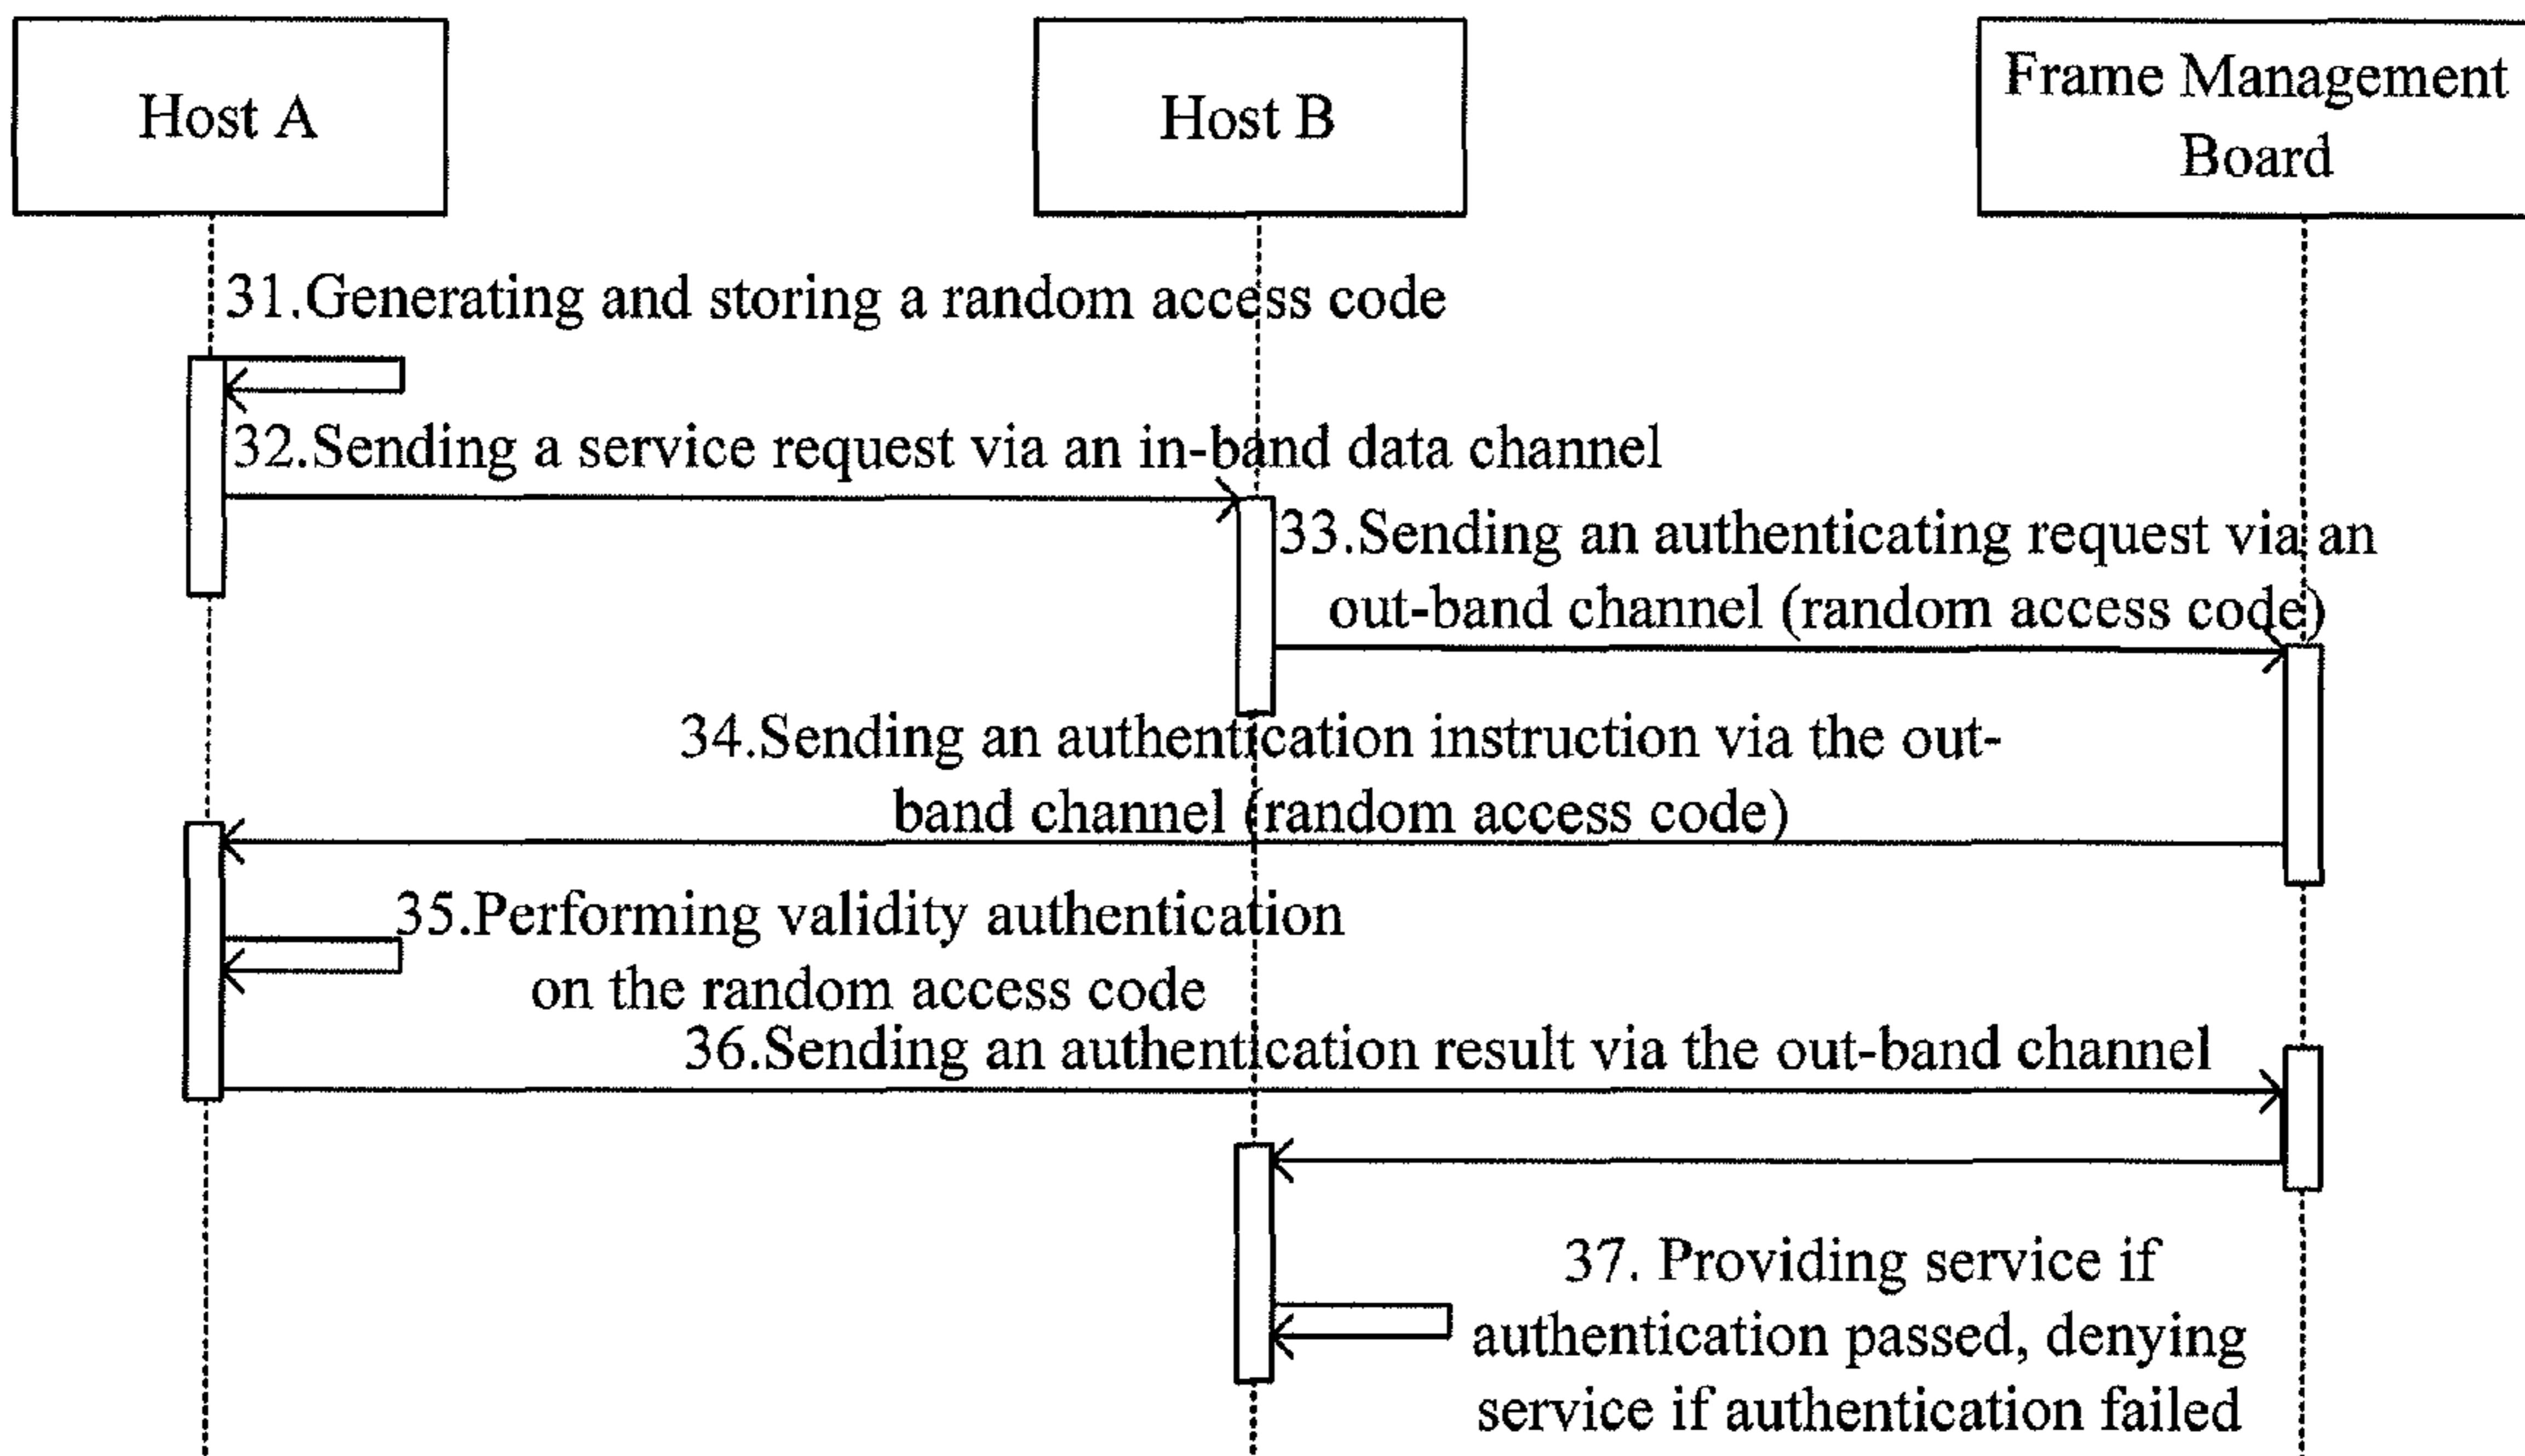 Host A
Host B
Frame Management
Board
31.Generating and storing a random access code
32.Sending a service request via an in-band data channel
33.Sending an authenticating request via an
out-band channel (random access code)
34.Sending an authentication instruction via the out-
band channel (random access code)
35.Performing validity authentication
on the random access code
36.Sending an authentication result via the out-band channel
37. Providing service if
authentication passed, denying
service if authentication failed